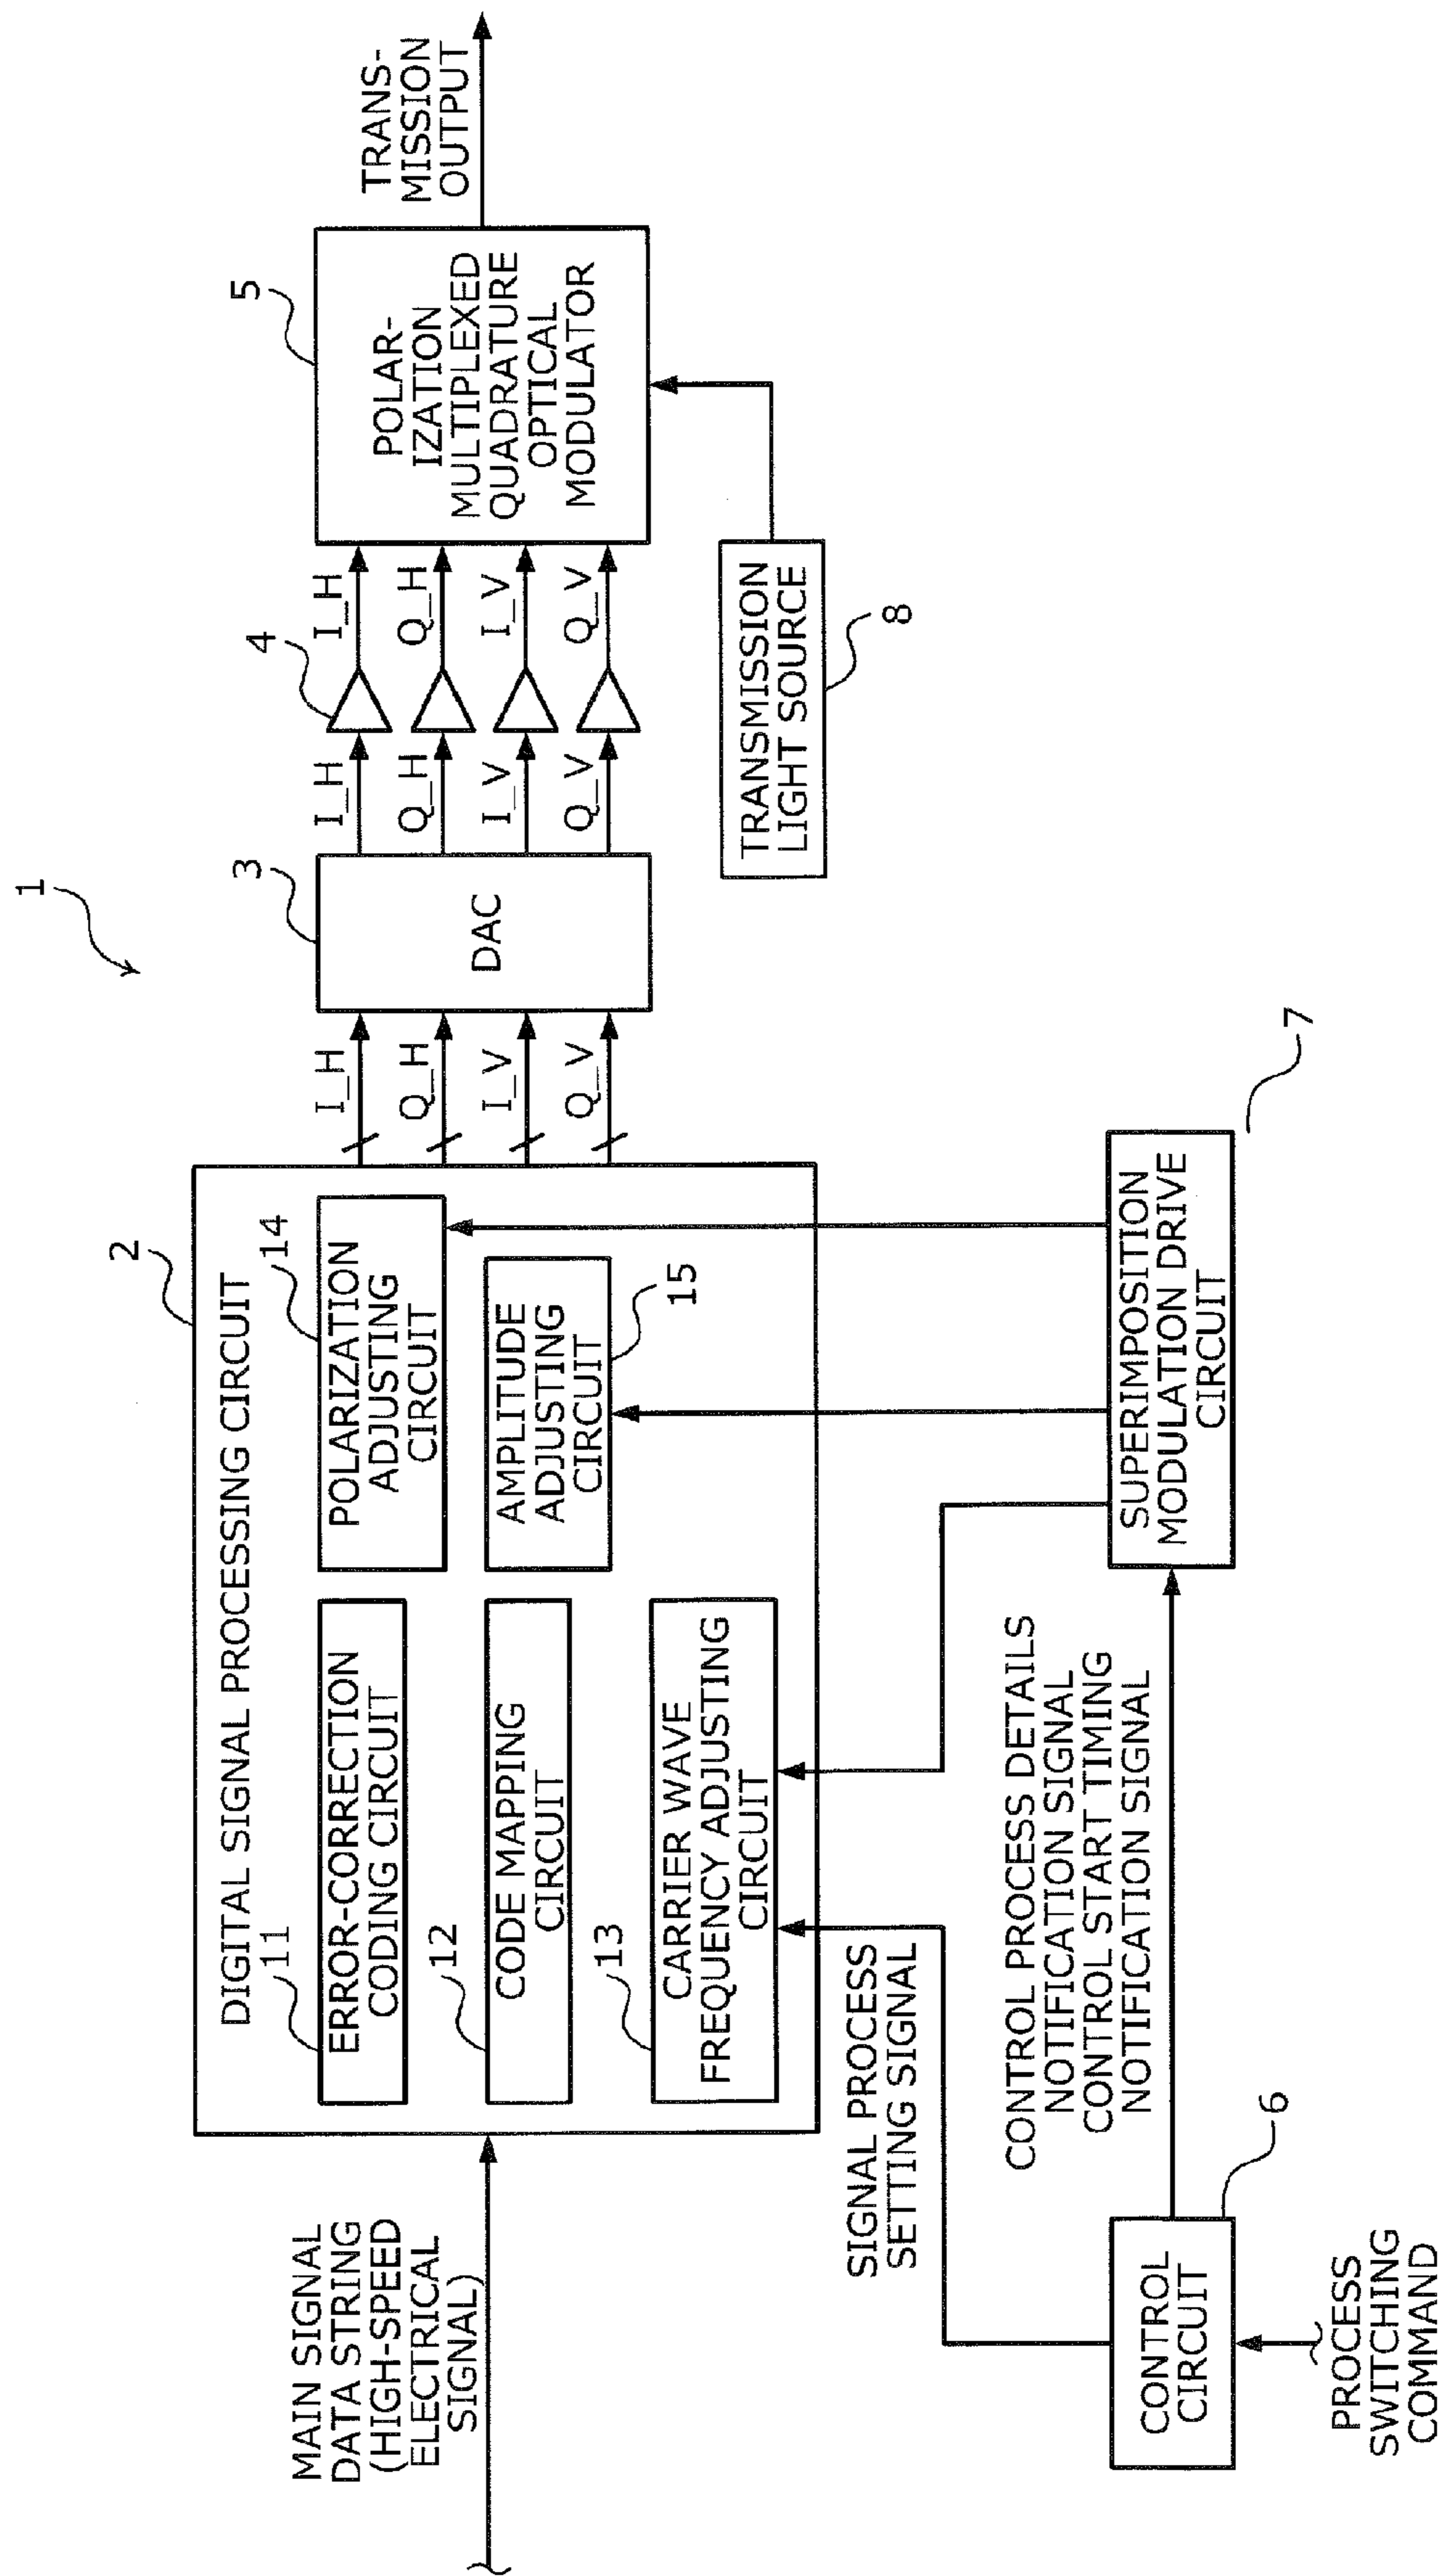 1
MAIN SIGNAL
DATA STRING
(HIGH-SPEED
ELECTRICAL
SIGNAL)
2
DIGITAL SIGNAL PROCESSING CIRCUIT
11
ERROR-CORRECTION
CODING CIRCUIT
12
CODE MAPPING
CIRCUIT
13
CARRIER WAVE
FREQUENCY ADJUSTING
CIRCUIT
14
POLARIZATION
ADJUSTING
CIRCUIT
AMPLITUDE
ADJUSTING
CIRCUIT
15
I_H
Q_H
I_V
Q_V
3
DAC
I_H
Q_H
I_V
Q_V
4
I_H
Q_H
I_V
Q_V
5
POLAR-
IZATION
MULTIPLEXED
QUADRATURE
OPTICAL
MODULATOR
TRANS-
MISSION
OUTPUT
TRANSMISSION
LIGHT SOURCE
8
SIGNAL PROCESS
SETTING SIGNAL
CONTROL PROCESS DETAILS
NOTIFICATION SIGNAL
CONTROL START TIMING
NOTIFICATION SIGNAL
6
CONTROL
CIRCUIT
PROCESS
SWITCHING
COMMAND
SUPERIMPOSITION
MODULATION DRIVE
CIRCUIT
7